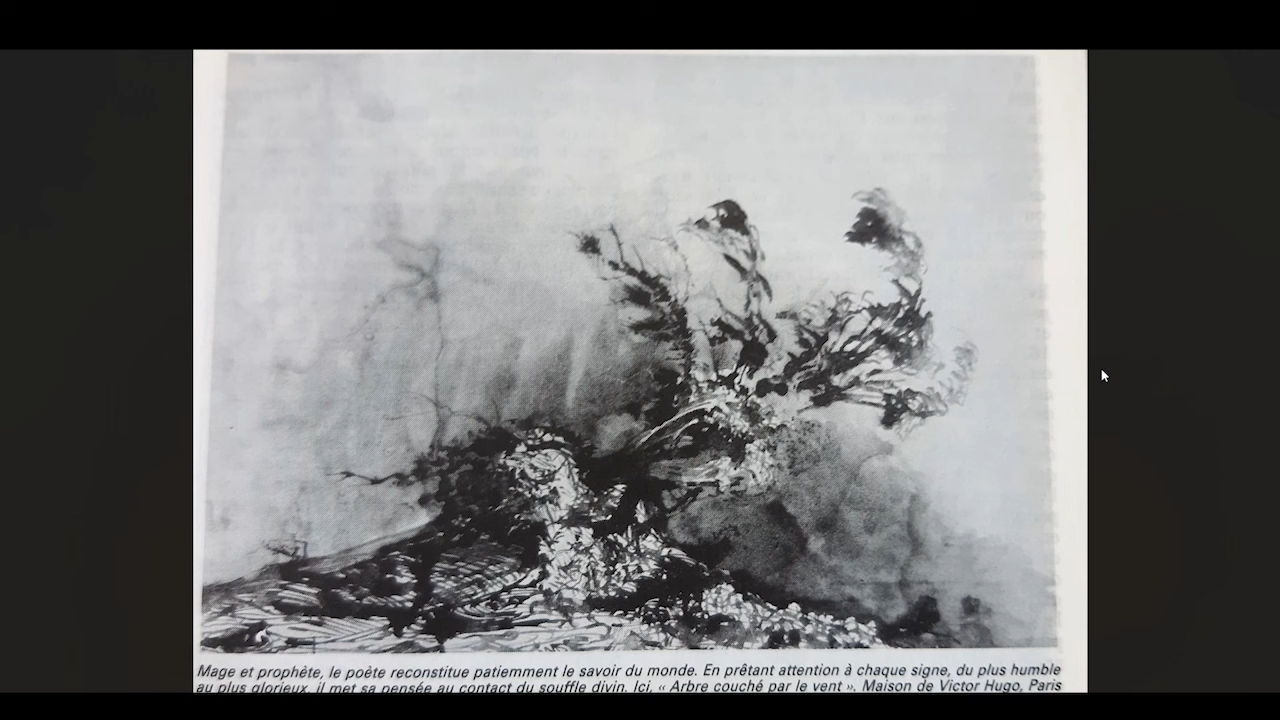 Mage et prophète, le poète reconstitue patiemment le savoir du monde. En prêtant attention à chaque signe, du plus humble
au plus glorieux, il met sa pensée au contact du souffle divin. Ici, « Arbre couché par le vent ». Maison de Victor Hugo, Paris